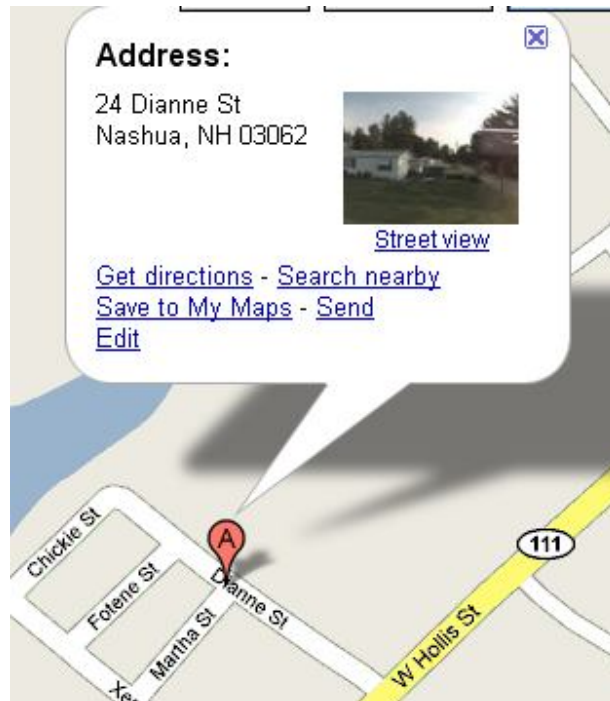 Address:
24 Dianne St
Nashua, NH 03062
Street view
Get directions - Search nearby
Save to My Maps - Send
Edit
A
111
Chickie St
Fotene St
Martha St
Dianne St
W Hollis St